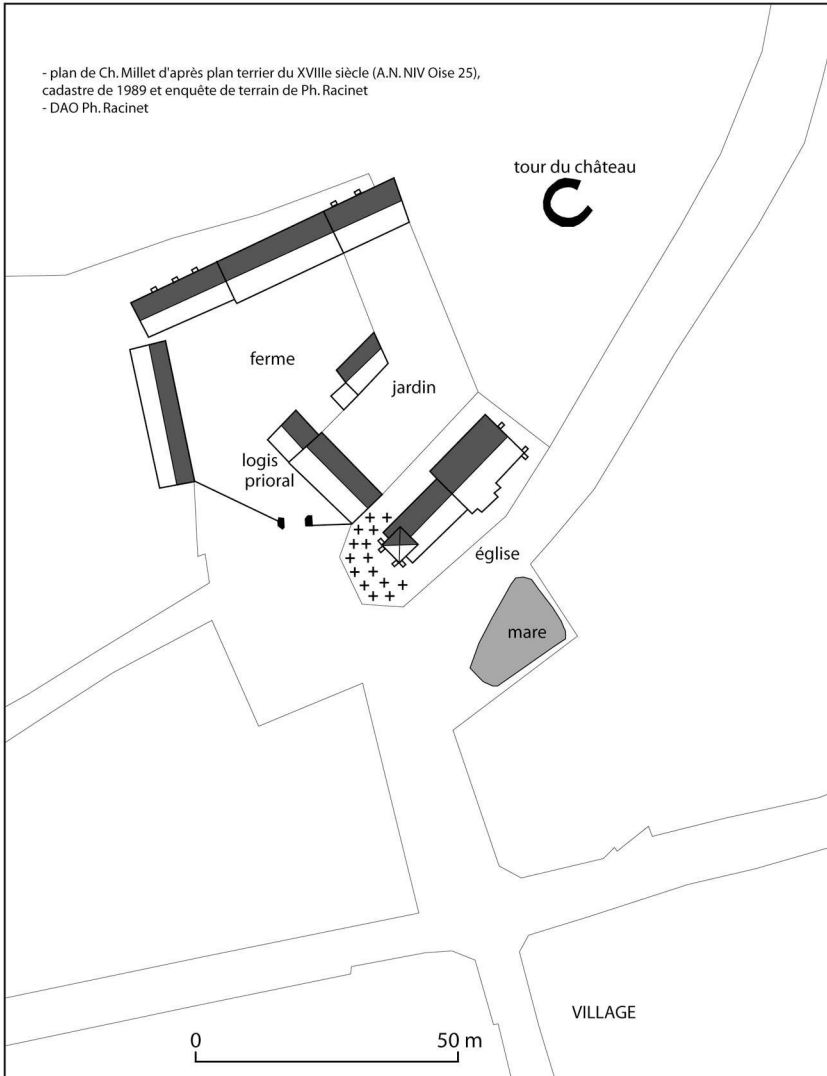 - plan de Ch. Millet d'après plan terrier du XVIIIe siècle (A.N. NIV Oise 25),
cadastre de 1989 et enquête de terrain de Ph. Racinet
- DAO Ph. Racinet
tour du château
ferme
jardin
logis
prioral
église
mare
VILLAGE
0
50 m